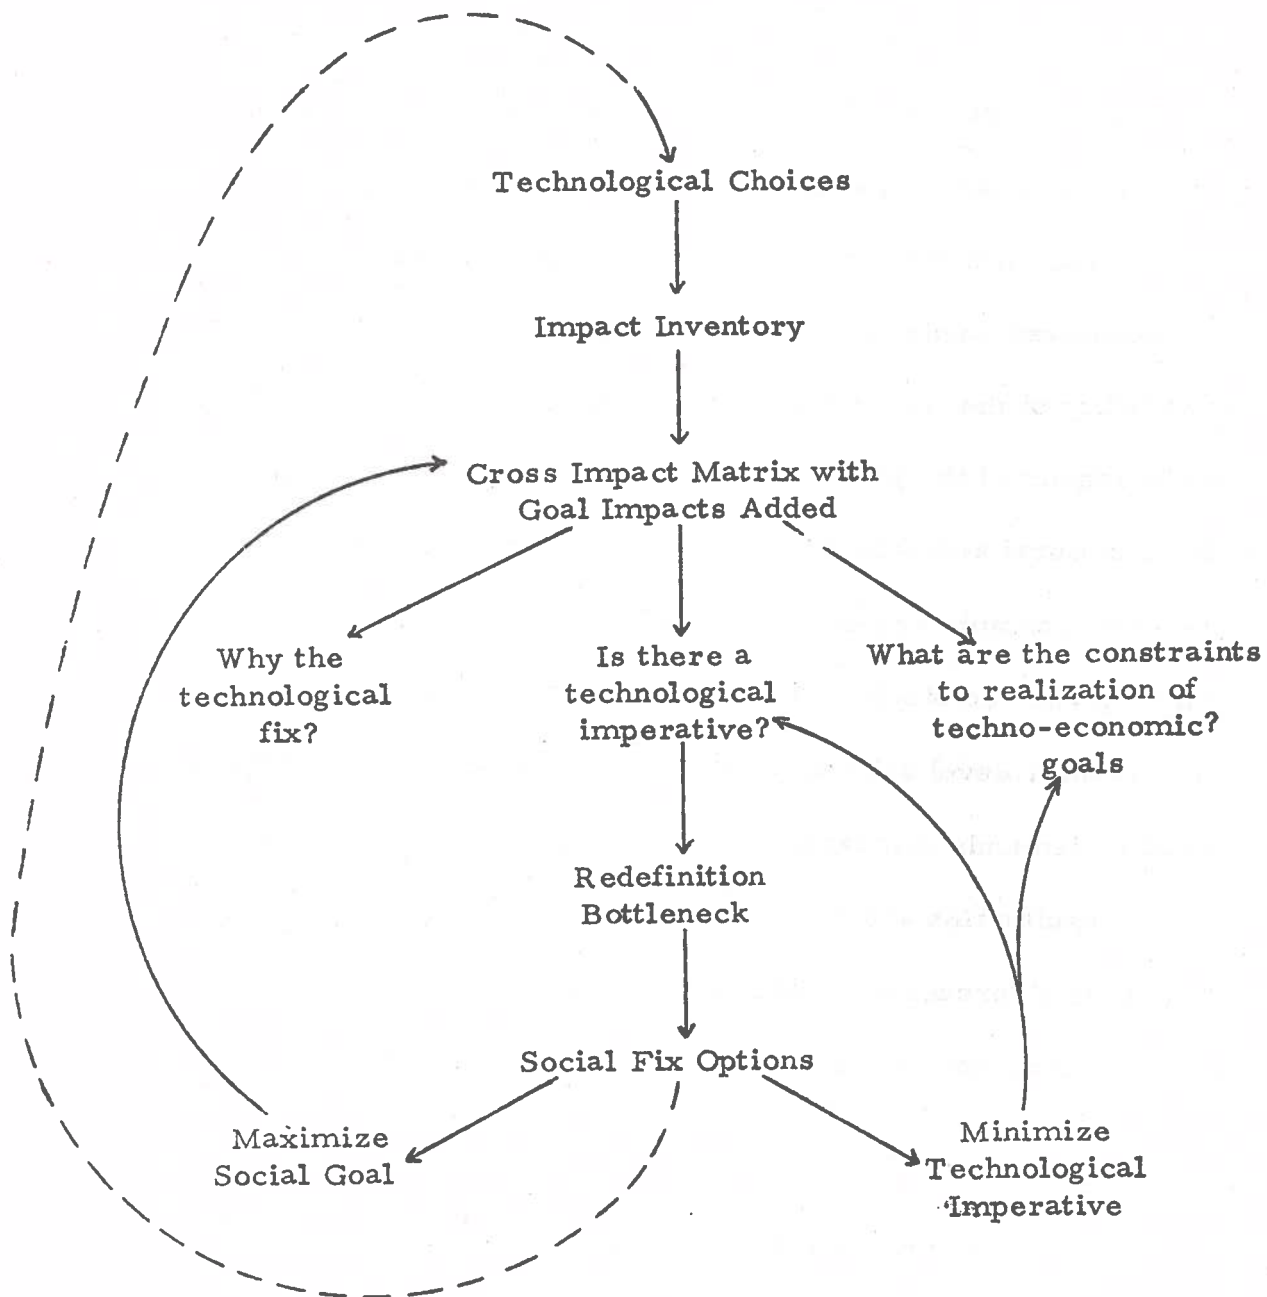 Technological Choices
Impact Inventory
Cross Impact Matrix with
Goal Impacts Added
Why the
technological
fix?
Is there a
technological
imperative?
What are the constraints
to realization of
techno-economic?
goals
Redefinition
Bottleneck
Social Fix Options
Maximize
Social Goal
Minimize
Technological
Imperative